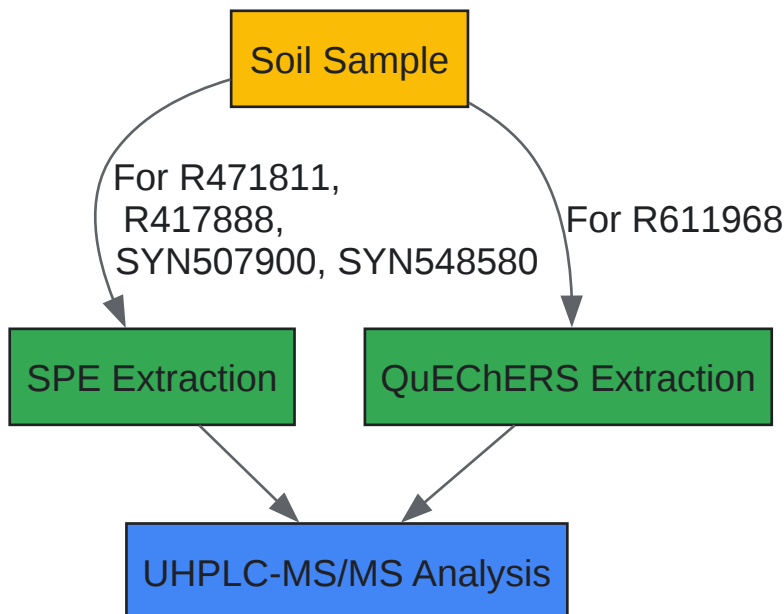 Soil Sample
For R471811,
R417888,
SYN507900, SYN548580
For R611968
SPE Extraction
QuEChERS Extraction
UHPLC-MS/MS Analysis